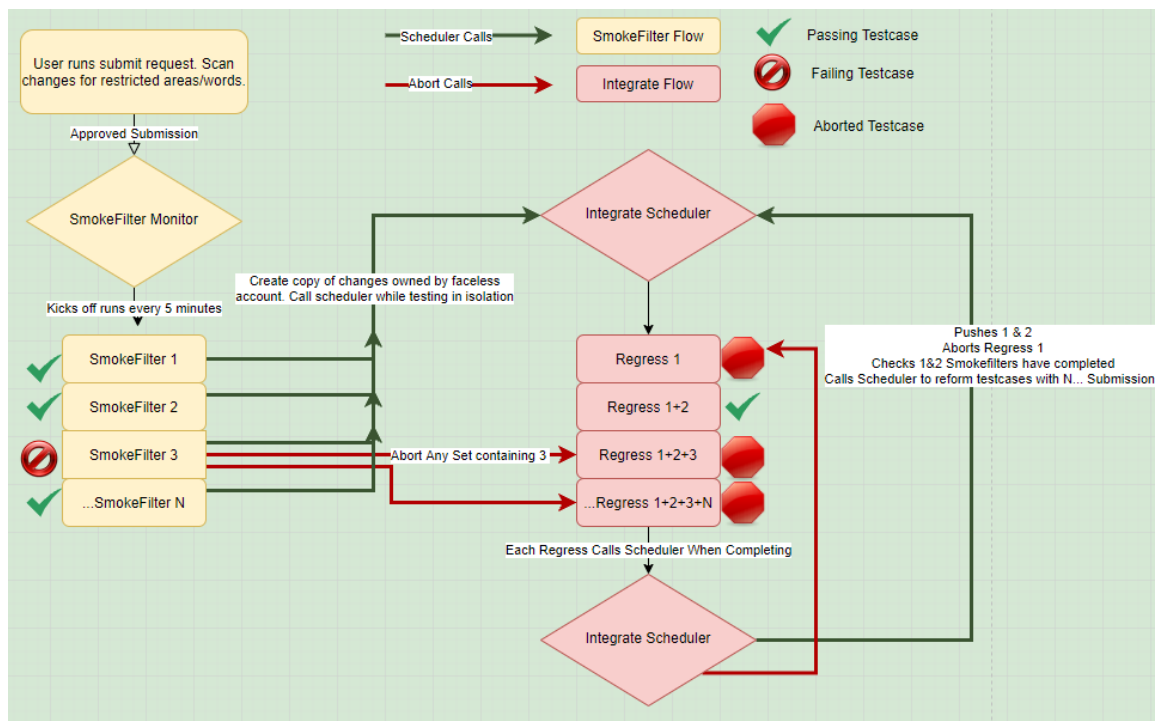 User runs submit request. Scan
changes for restricted areas/words.
Scheduler Calls
Abort Calls
SmokeFilter Flow
Integrate Flow
Passing Testcase
Failing Testcase
Aborted Testcase
Approved Submission
SmokeFilter Monitor
Integrate Scheduler
Create copy of changes owned by faceless
account. Call scheduler while testing in isolation
Kicks off runs every 5 minutes
SmokeFilter 1
SmokeFilter 2
SmokeFilter 3
...SmokeFilter N
Abort Any Set containing 3
Regress 1
Regress 1+2
Regress 1+2+3
...Regress 1+2+3+N
Pushes 1 & 2
Aborts Regress 1
Checks 1&2 Smokefilters have completed
Calls Scheduler to reform testcases with N... Submission
Each Regress Calls Scheduler When Completing
Integrate Scheduler